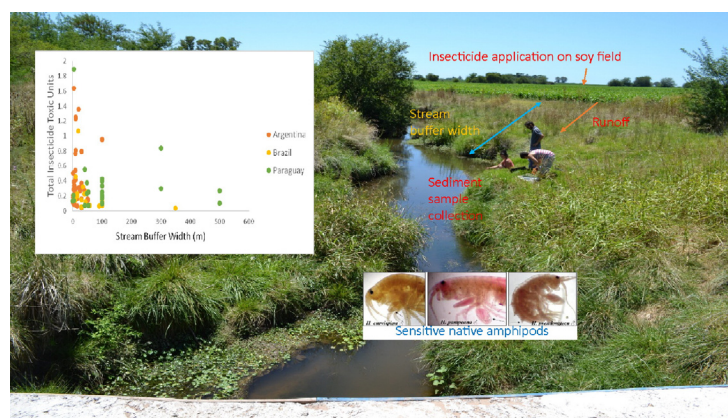 Insecticide application on soy field
Stream
buffer width
Runoff
Sediment
sample
collection
Total Insecticide Toxic Units
2
1.8
1.6
1.4
1.2
1
0.8
0.6
0.4
0.2
0
0 100 200 300 400 500 600
Stream Buffer Width (m)
Argentina
Brazil
Paraguay
Sensitive native amphipods